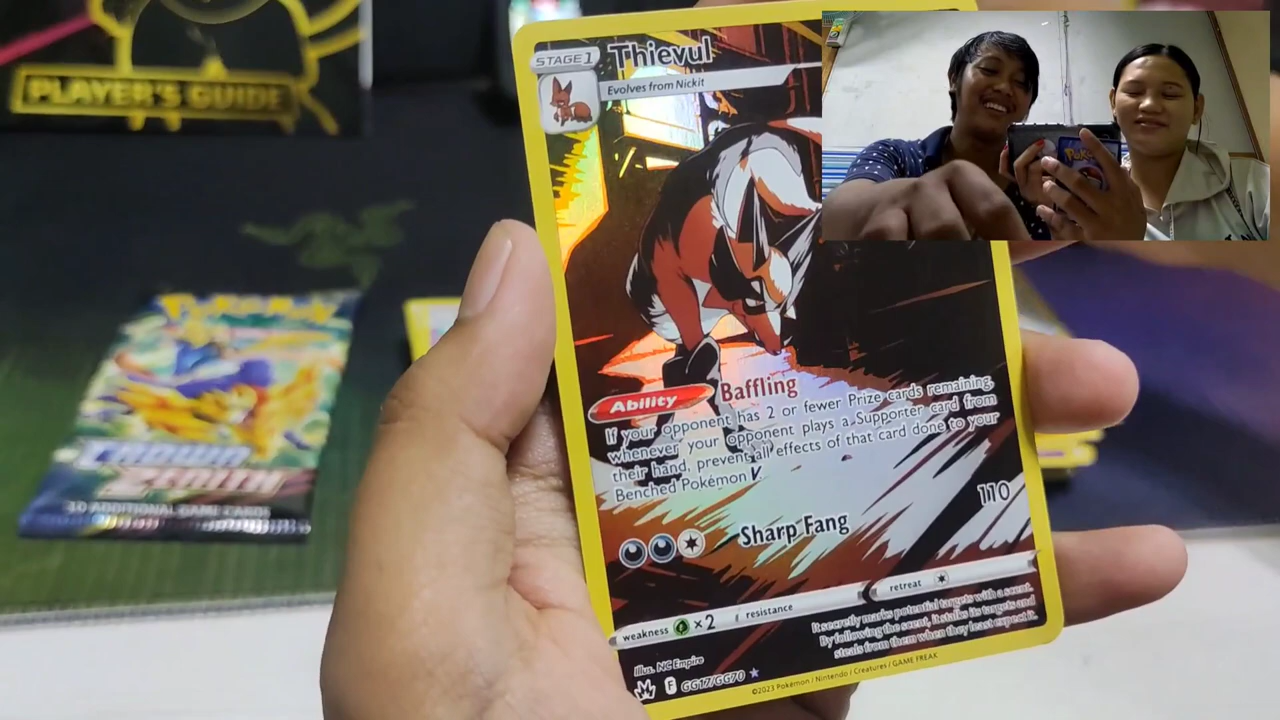 PLAYER'S GUIDE
STAGE 1
Thievul
Evolves from Nickit
Pokémon
CROWN
ZENITH
10 ADDITIONAL GAME CARDS
Ability
Baffling
If your opponent has 2 or fewer Prize cards remaining,
whenever your opponent plays a Supporter card from
their hand, prevent all effects of that card done to your
Benched Pokémon V.
Sharp Fang
110
weakness
×2
resistance
retreat
It secretly marks potential targets with a scent.
By following the scent, it stalks its targets and
steals from them when they least expect it.
Illus. NC Empire
F
GG17/GG70
©2023 Pokémon / Nintendo / Creatures / GAME FREAK